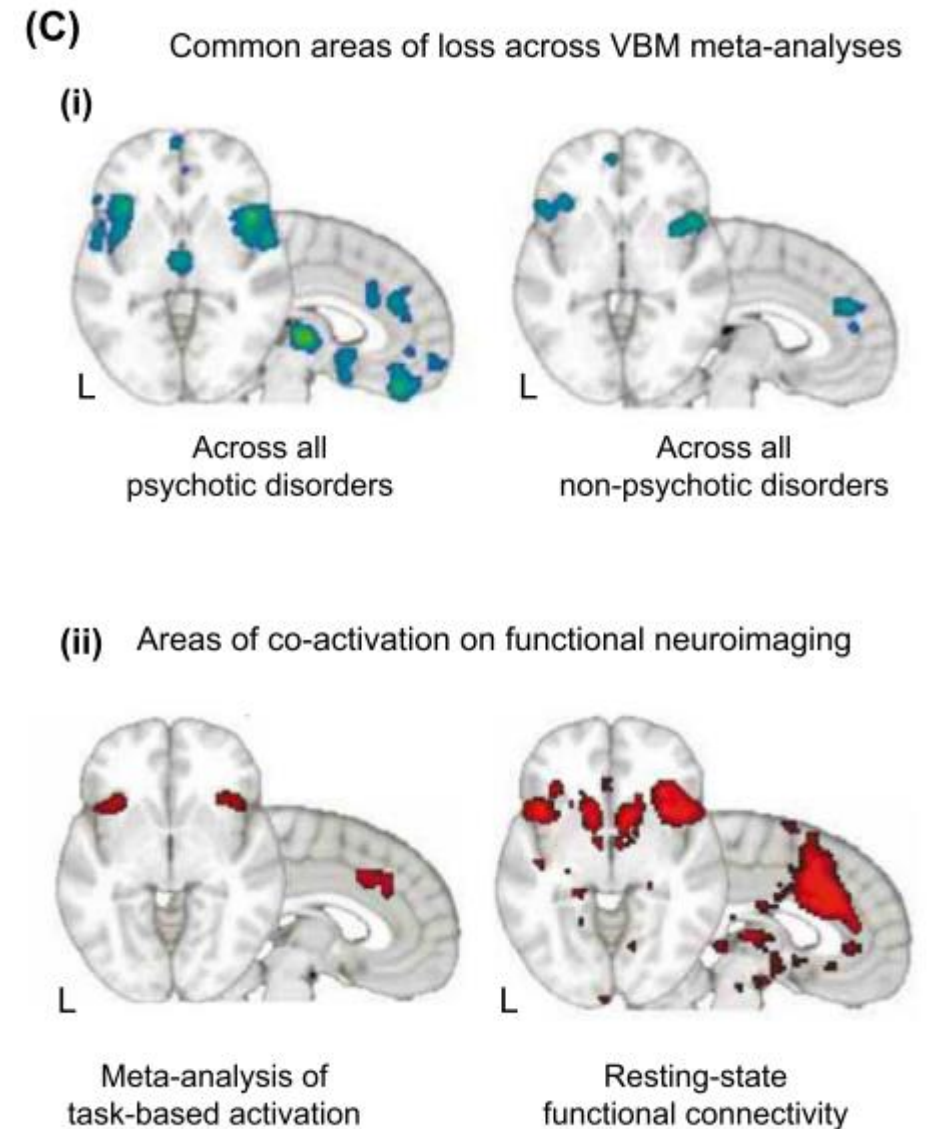 (C)
Common areas of loss across VBM meta-analyses
(i)
L
L
Across all
psychotic disorders
Across all
non-psychotic disorders
(ii) Areas of co-activation on functional neuroimaging
L
L
Meta-analysis of
task-based activation
Resting-state
functional connectivity